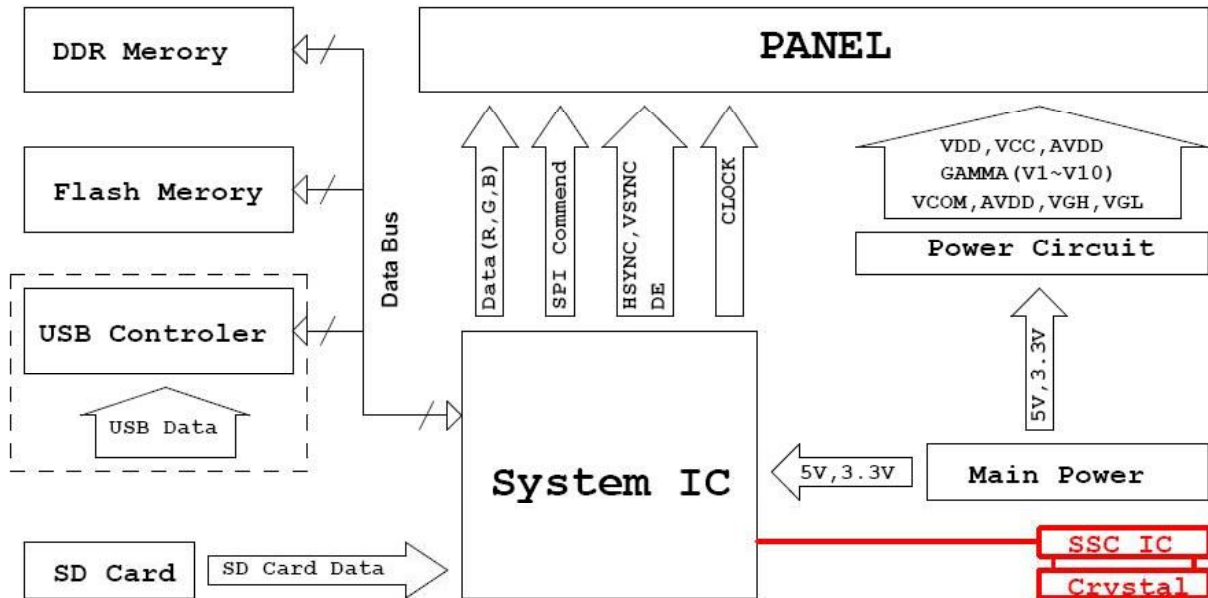 DDR Merory
PANEL
Flash Merory
Data Bus
Data(R,G,B)
SPI Commend
HSYNC,VSYNC
DE
CLOCK
VDD,VCC,AVDD
GAMMA(V1~V10)
VCOM,AVDD,VGH,VGL
Power Circuit
USB Controler
USB Data
5V,3.3V
System IC
5V,3.3V
Main Power
SD Card
SD Card Data
SSC IC
Crystal